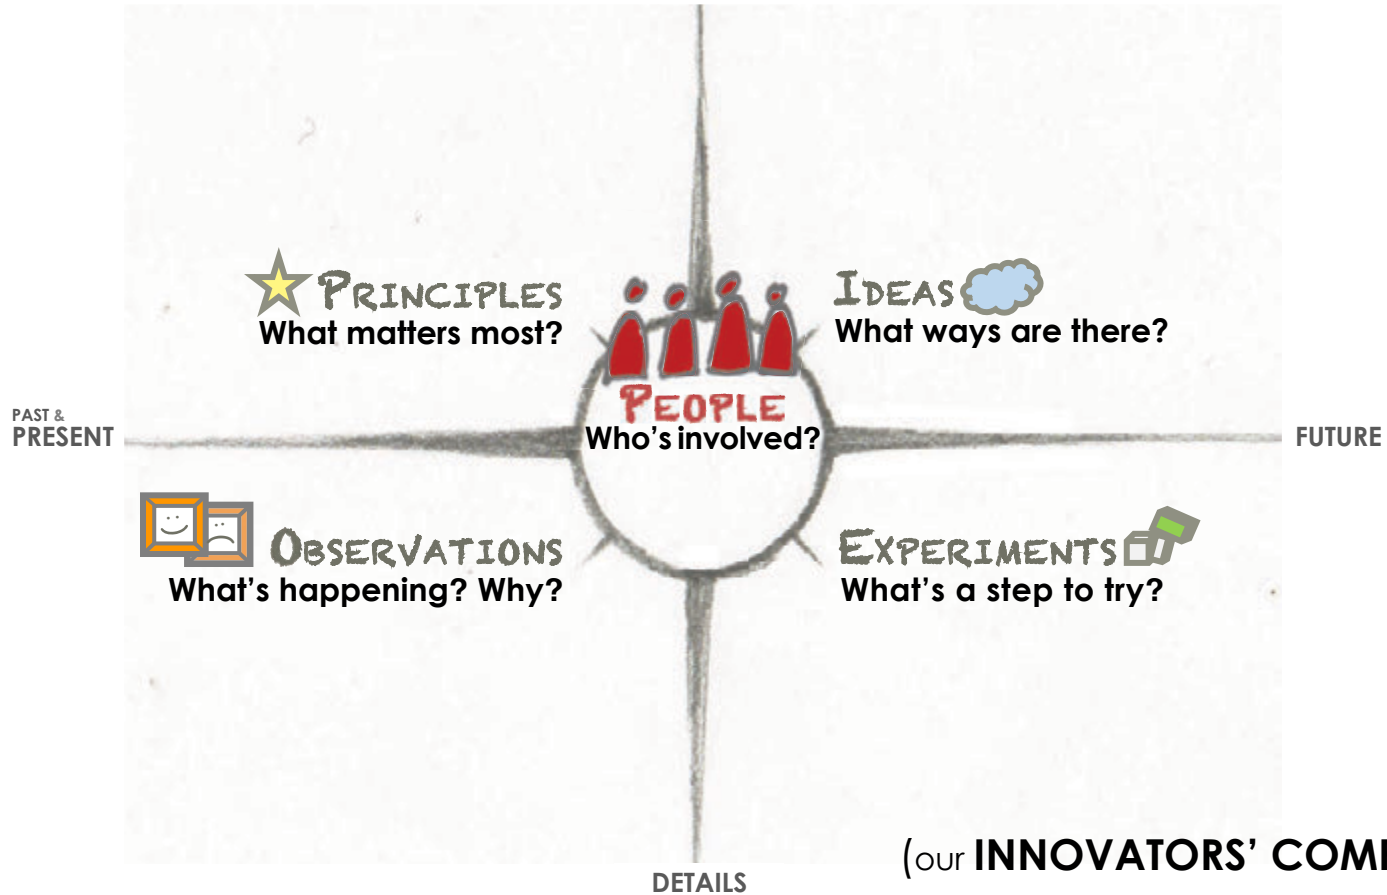 PRINCIPLES
What matters most?
IDEAS
What ways are there?
PEOPLE
Who's involved?
PAST &
PRESENT
FUTURE
OBSERVATIONS
What's happening? Why?
EXPERIMENTS
What's a step to try?
(our INNOVATORS’ COM
DETAILS